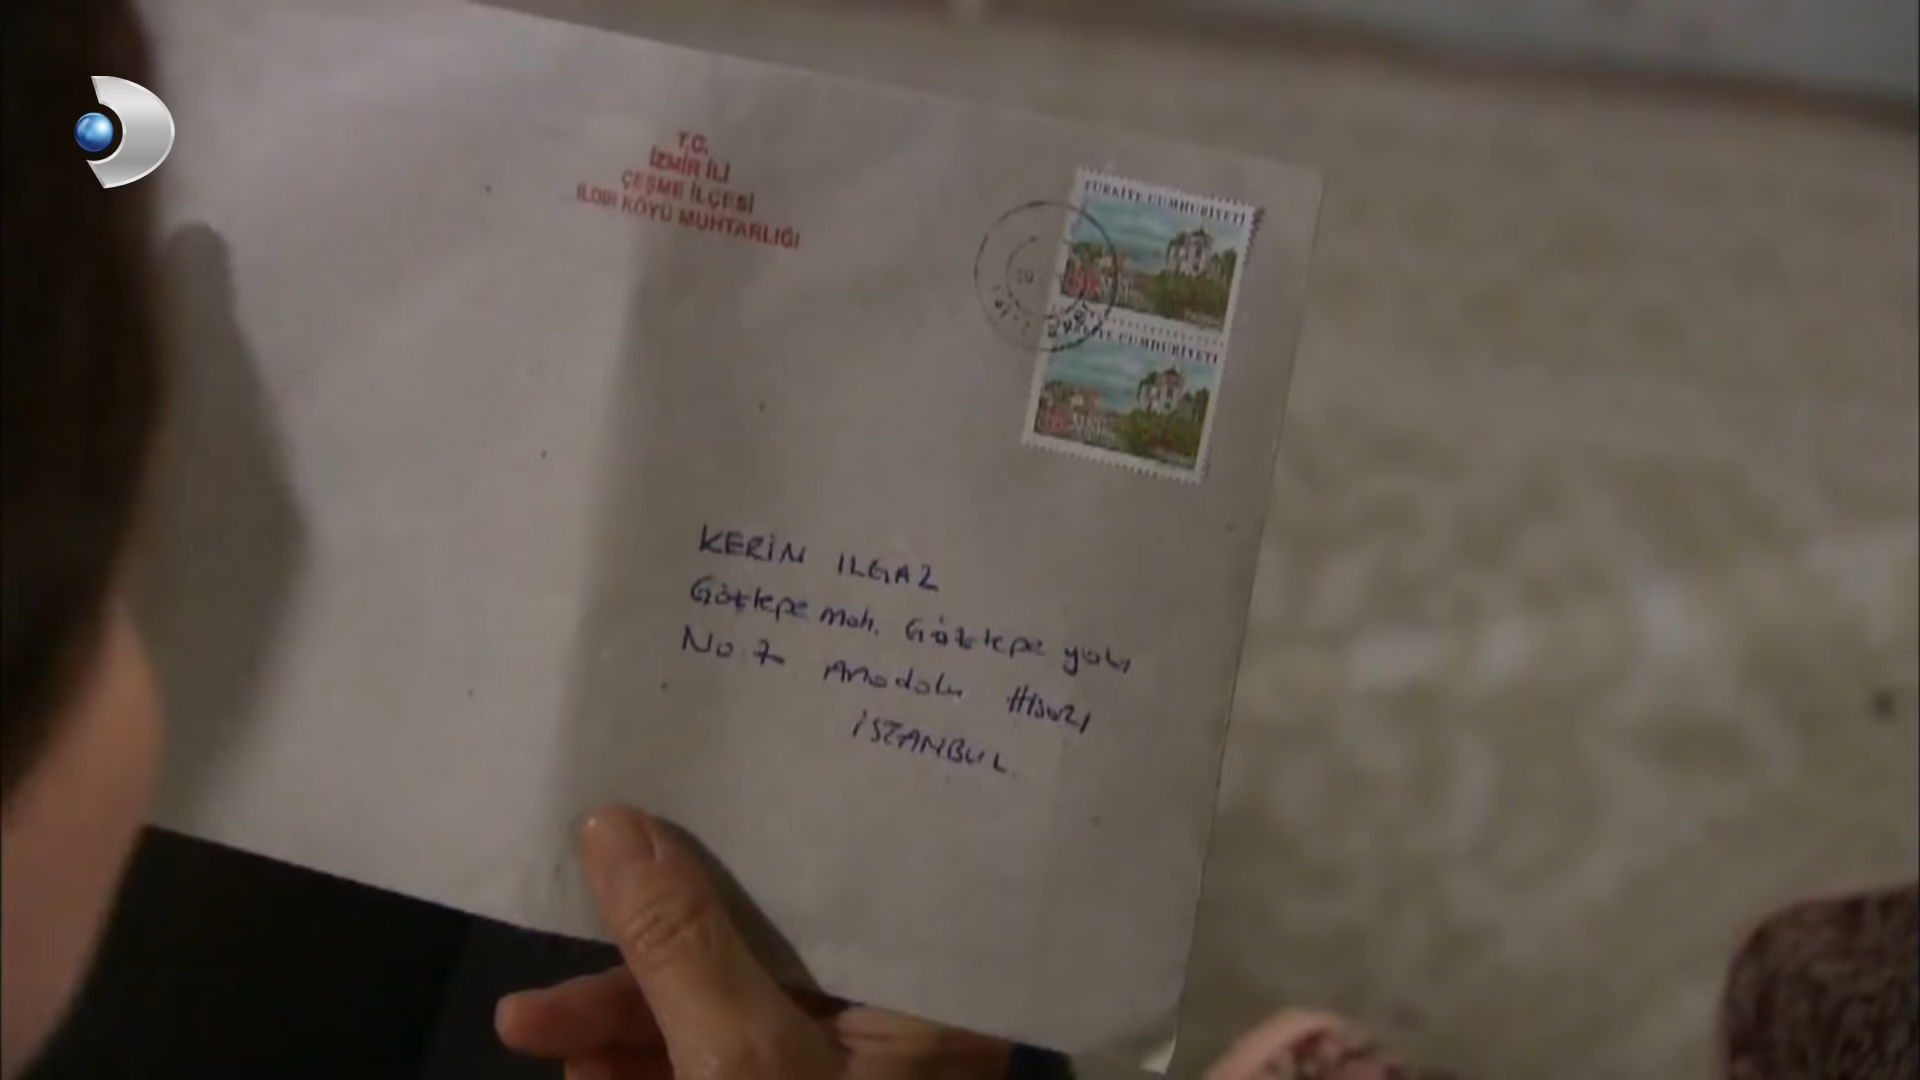 T.C.
İZMİR İLİ
ÇEŞME İLÇESİ
ILDIR KÖYÜ MUHTARLIĞI
TÜRKİYE CUMHURİYETİ
CUMHURİYETİ
KERİM ILGAZ
Göztepe Mah. Göztepe yolu
No.7 Anadolu Hisarı
İSTANBUL.